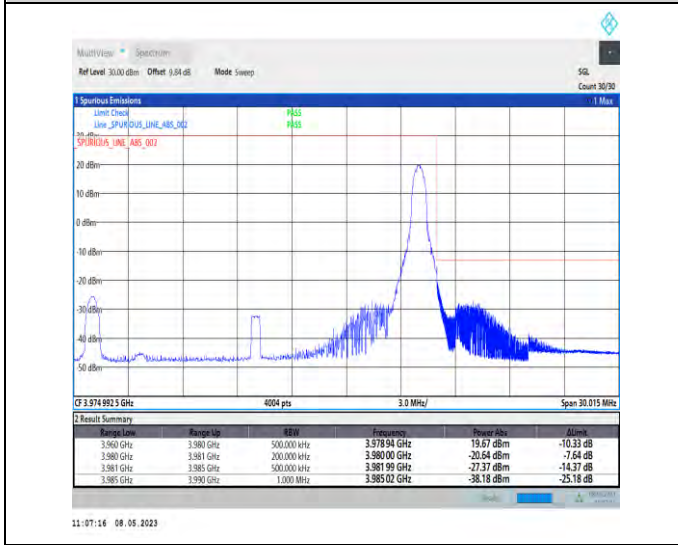 MultiView Spectrum
Ref Level 30.00 dBm Offset 9.84 dB Mode Sweep SGL
Count 30/30
1 Spurious Emissions 1 Max
Limit Check PASS
Line _SPURIOUS_LINE_ABS_002 PASS
30 dBm
_SPURIOUS_LINE_ABS_002
20 dBm
10 dBm
0 dBm
-10 dBm
-20 dBm
-30 dBm
-40 dBm
-50 dBm
CF 3.974 992 5 GHz 4004 pts 3.0 MHz/ Span 30.015 MHz
2 Result Summary
Range Low Range Up RBW Frequency Power Abs ΔLimit
3.960 GHz 3.980 GHz 500.000 kHz 3.978 94 GHz 19.67 dBm -10.33 dB
3.980 GHz 3.981 GHz 200.000 kHz 3.980 00 GHz -20.64 dBm -7.64 dB
3.981 GHz 3.985 GHz 500.000 kHz 3.981 99 GHz -27.37 dBm -14.37 dB
3.985 GHz 3.990 GHz 1.000 MHz 3.985 02 GHz -38.18 dBm -25.18 dB
11:07:16 08.05.2023